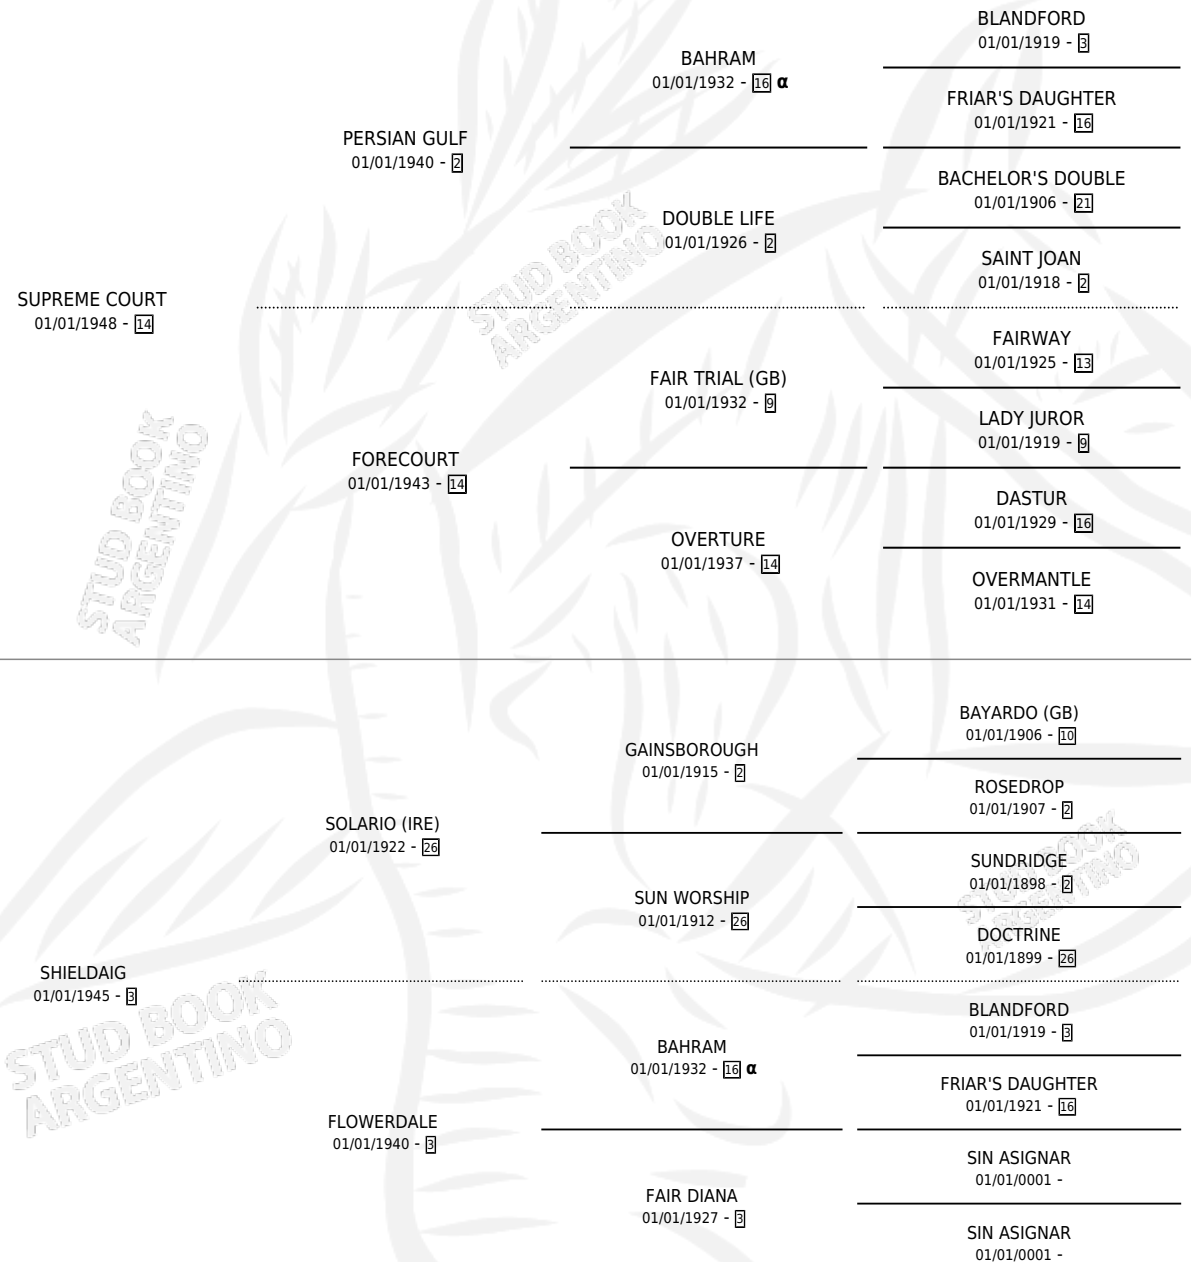 BLANDFORD
01/01/1919 - 3
BAHRAM
01/01/1932 - 16 α
FRIAR'S DAUGHTER
01/01/1921 - 16
PERSIAN GULF
01/01/1940 - 2
BACHELOR'S DOUBLE
01/01/1906 - 21
DOUBLE LIFE
01/01/1926 - 2
SAINT JOAN
01/01/1918 - 2
SUPREME COURT
01/01/1948 - 14
FAIRWAY
01/01/1925 - 13
FAIR TRIAL (GB)
01/01/1932 - 9
LADY JUROR
01/01/1919 - 9
FORECOURT
01/01/1943 - 14
DASTUR
01/01/1929 - 16
OVERTURE
01/01/1937 - 14
OVERMANTLE
01/01/1931 - 14
BAYARDO (GB)
01/01/1906 - 10
GAINSBOROUGH
01/01/1915 - 2
ROSEDROP
01/01/1907 - 2
SOLARIO (IRE)
01/01/1922 - 26
SUNDRIDGE
01/01/1898 - 2
SUN WORSHIP
01/01/1912 - 26
DOCTRINE
01/01/1899 - 26
SHIELDAIG
01/01/1945 - 3
BLANDFORD
01/01/1919 - 3
BAHRAM
01/01/1932 - 16 α
FRIAR'S DAUGHTER
01/01/1921 - 16
FLOWERDALE
01/01/1940 - 3
SIN ASIGNAR
01/01/0001 -
FAIR DIANA
01/01/1927 - 3
SIN ASIGNAR
01/01/0001 -
STUD BOOK
ARGENTINO
STUD BOOK
ARGENTINO
STUD BOOK
ARGENTINO
STUD BOOK
ARGENTINO